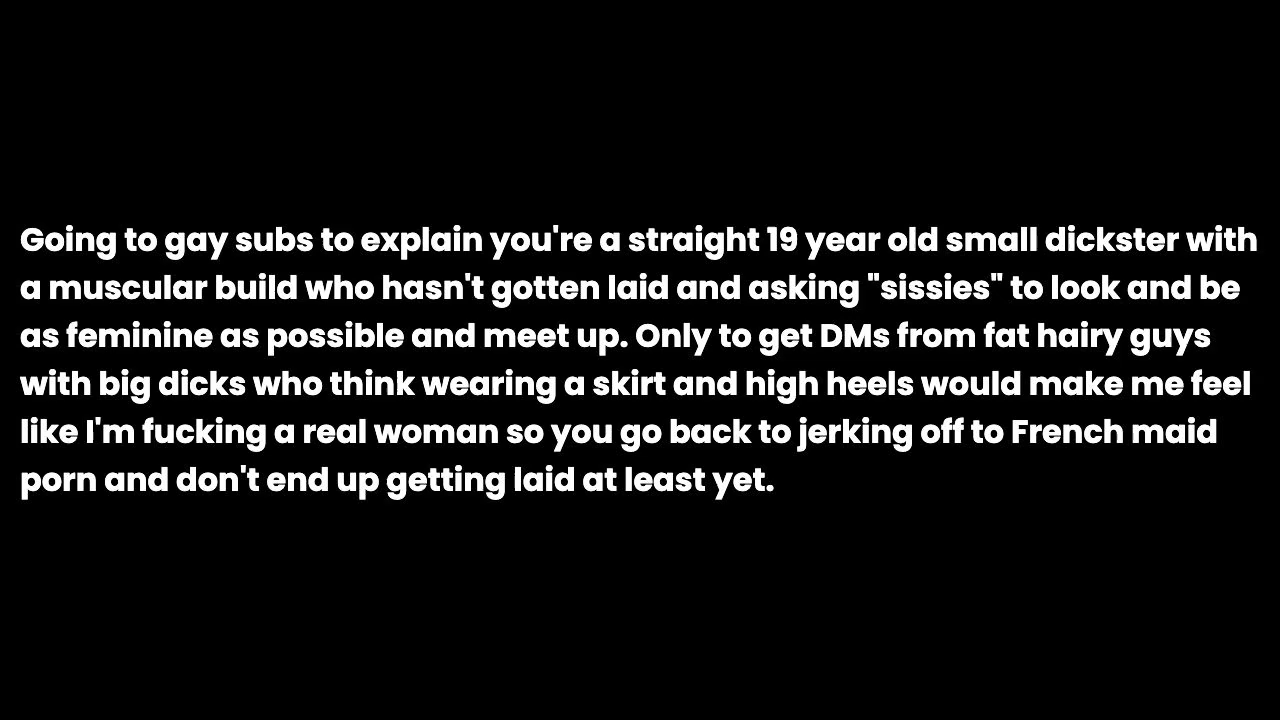 Going to gay subs to explain you're a straight 19 year old small dickster with
a muscular build who hasn't gotten laid and asking "sissies" to look and be
as feminine as possible and meet up. Only to get DMs from fat hairy guys
with big dicks who think wearing a skirt and high heels would make me feel
like I'm fucking a real woman so you go back to jerking off to French maid
porn and don't end up getting laid at least yet.